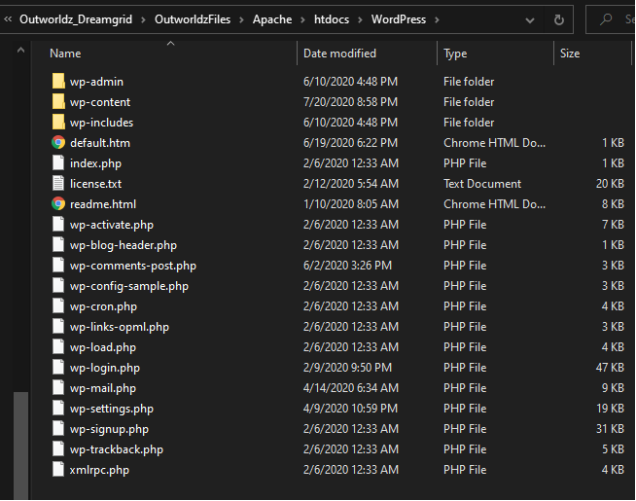 « Outworldz_Dreamgrid › OutworldzFiles › Apache › htdocs › WordPress ›
Name Date modified Type Size
wp-admin 6/10/2020 4:48 PM File folder
wp-content 7/20/2020 8:58 PM File folder
wp-includes 6/10/2020 4:48 PM File folder
default.htm 6/19/2020 6:22 PM Chrome HTML Do... 1 KB
index.php 2/6/2020 12:33 AM PHP File 1 KB
license.txt 2/12/2020 5:54 AM Text Document 20 KB
readme.html 1/10/2020 8:05 AM Chrome HTML Do... 8 KB
wp-activate.php 2/6/2020 12:33 AM PHP File 7 KB
wp-blog-header.php 2/6/2020 12:33 AM PHP File 1 KB
wp-comments-post.php 6/2/2020 3:26 PM PHP File 3 KB
wp-config-sample.php 2/6/2020 12:33 AM PHP File 3 KB
wp-cron.php 2/6/2020 12:33 AM PHP File 4 KB
wp-links-opml.php 2/6/2020 12:33 AM PHP File 3 KB
wp-load.php 2/6/2020 12:33 AM PHP File 4 KB
wp-login.php 2/9/2020 9:50 PM PHP File 47 KB
wp-mail.php 4/14/2020 6:34 AM PHP File 9 KB
wp-settings.php 4/9/2020 10:59 PM PHP File 19 KB
wp-signup.php 2/6/2020 12:33 AM PHP File 31 KB
wp-trackback.php 2/6/2020 12:33 AM PHP File 5 KB
xmlrpc.php 2/6/2020 12:33 AM PHP File 4 KB